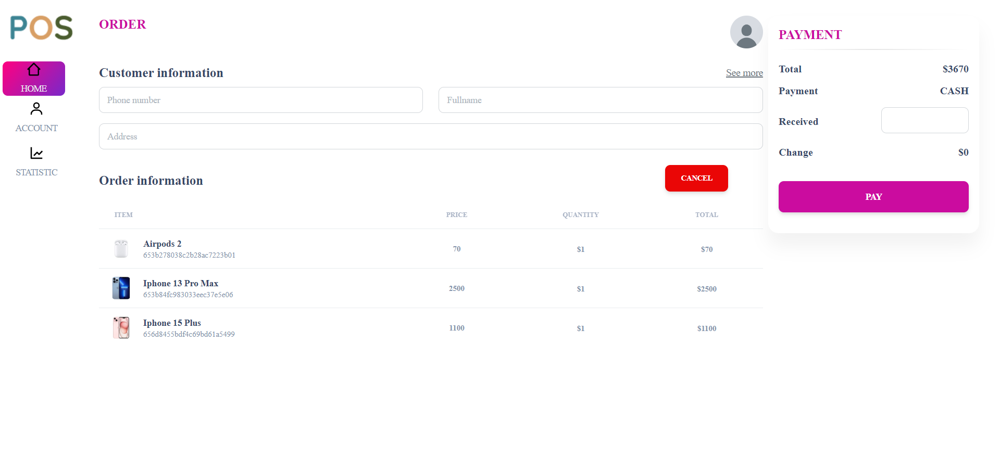 POS
HOME
ACCOUNT
STATISTIC
ORDER
Customer information
See more
Phone number
Fullname
Address
Order information
CANCEL
ITEM PRICE QUANTITY TOTAL
Airpods 2
653b278038c2b28ac7223b01
70 $1 $70
Iphone 13 Pro Max
653b84fc983033eec37e5e06
2500 $1 $2500
Iphone 15 Plus
656d8455bdf4c69bd61a5499
1100 $1 $1100
PAYMENT
Total $3670
Payment CASH
Received
Change $0
PAY